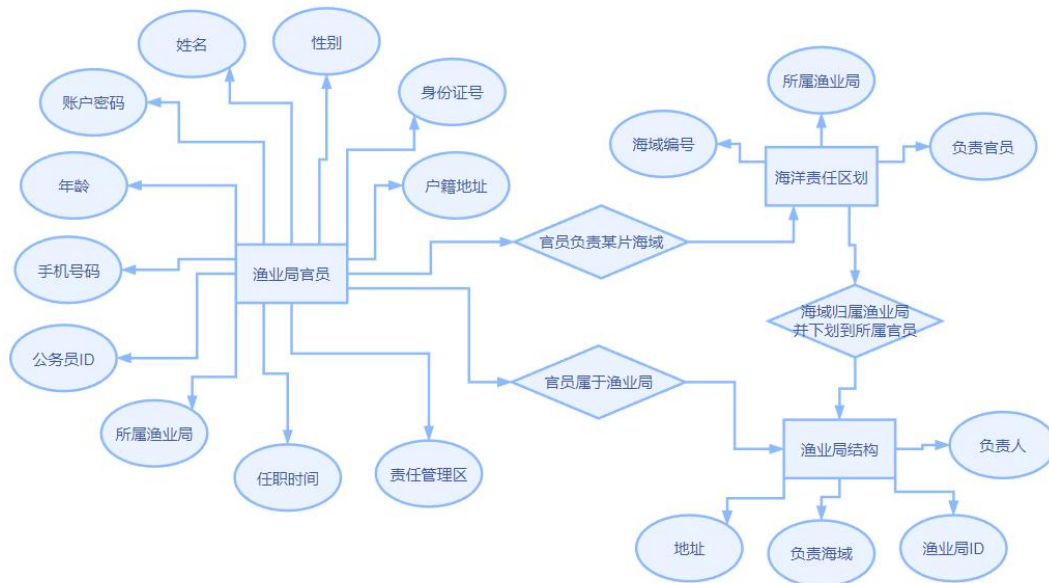 姓名
性别
账户密码
身份证号
所属渔业局
海域编号
负责官员
年龄
户籍地址
海洋责任区划
官员负责某片海域
手机号码
渔业局官员
海域归属渔业局
并下划到所属官员
公务员ID
官员属于渔业局
所属渔业局
任职时间
责任管理区
渔业局结构
负责人
地址
负责海域
渔业局ID